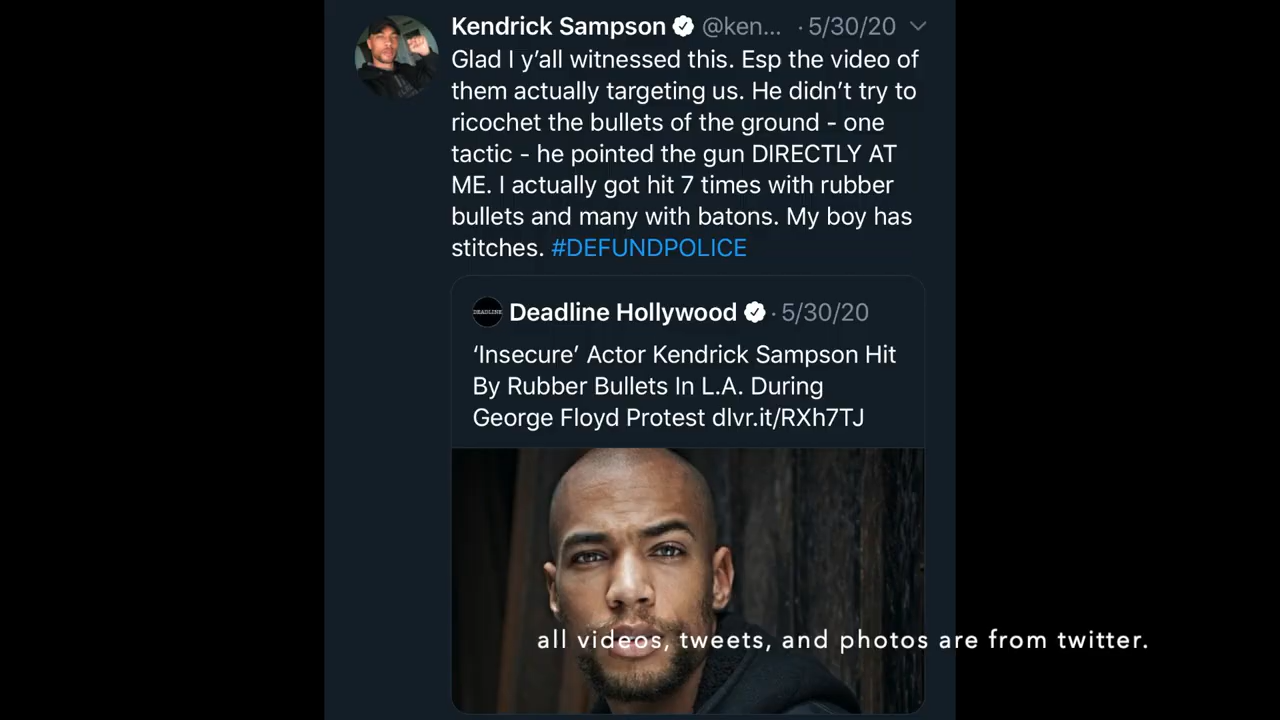 Kendrick Sampson @ken... · 5/30/20
Glad I y’all witnessed this. Esp the video of
them actually targeting us. He didn’t try to
ricochet the bullets of the ground - one
tactic - he pointed the gun DIRECTLY AT
ME. I actually got hit 7 times with rubber
bullets and many with batons. My boy has
stitches. #DEFUNDPOLICE
DEADLINE
Deadline Hollywood · 5/30/20
‘Insecure’ Actor Kendrick Sampson Hit
By Rubber Bullets In L.A. During
George Floyd Protest dlvr.it/RXh7TJ
all videos, tweets, and photos are from twitter.